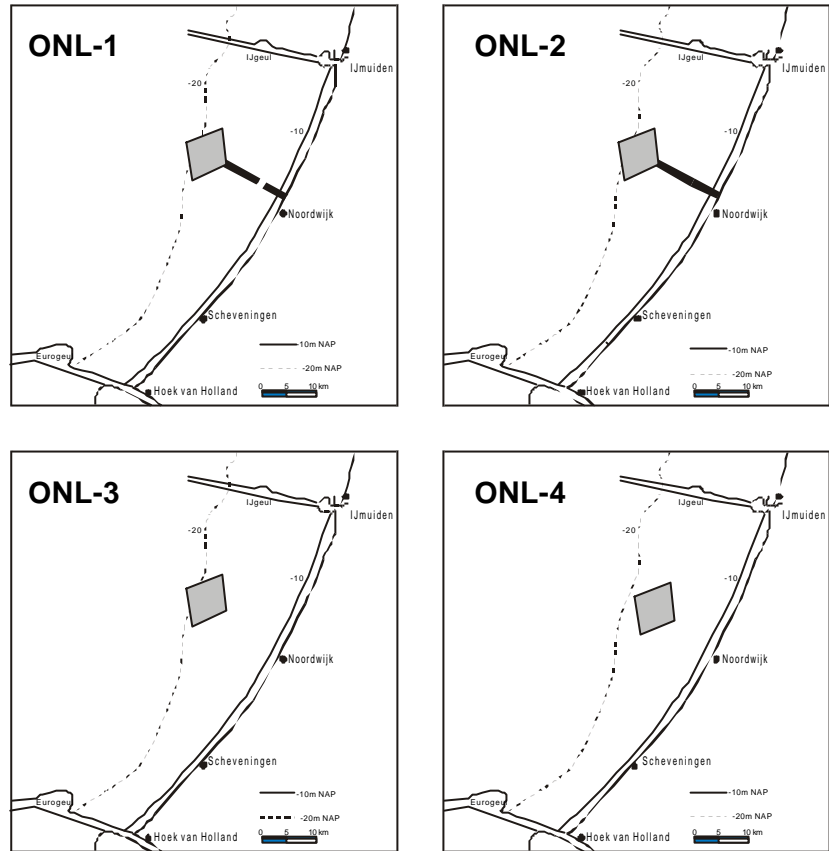 ONL-1
IJgeul
IJmuiden
-20
-10
Noordwijk
Scheveningen
-10m NAP
Eurogeul
-20m NAP
0 5 10 km
Hoek van Holland
ONL-2
IJgeul
IJmuiden
-20
-10
Noordwijk
Scheveningen
-10m NAP
Eurogeul
-20m NAP
0 5 10 km
Hoek van Holland
ONL-3
IJgeul
IJmuiden
-20
-10
Noordwijk
Scheveningen
-10m NAP
Eurogeul
-20m NAP
0 5 10 km
Hoek van Holland
ONL-4
IJgeul
IJmuiden
-20
-10
Noordwijk
Scheveningen
-10m NAP
Eurogeul
-20m NAP
0 5 10 km
Hoek van Holland